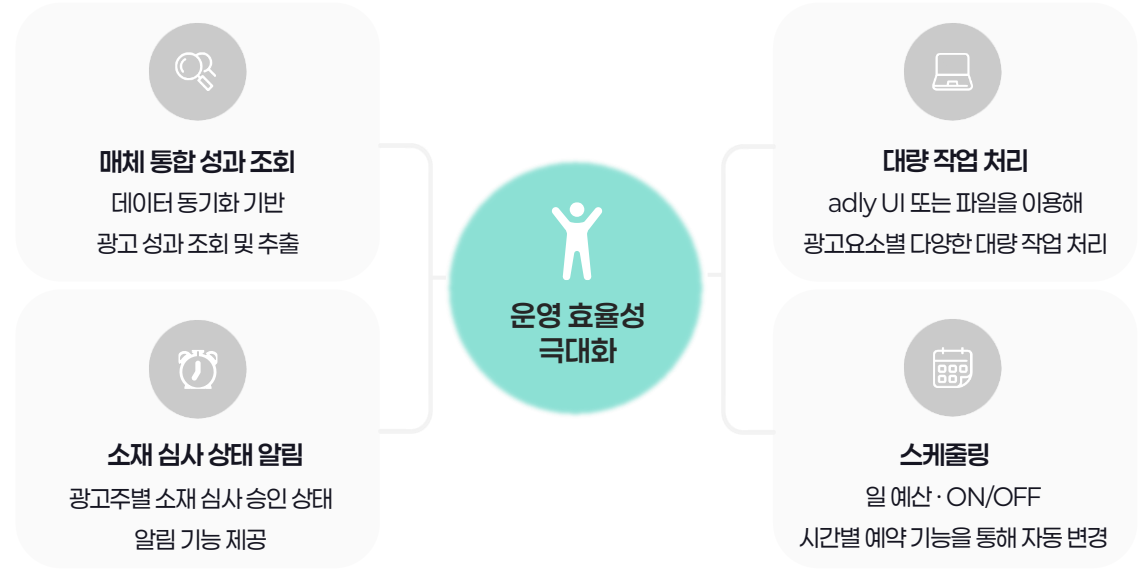 매체 통합 성과 조회
데이터 동기화 기반
광고 성과 조회 및 추출
소재 심사 상태 알림
광고주별 소재 심사 승인 상태
알림 기능 제공
운영 효율성
극대화
대량 작업 처리
adly UI 또는 파일을 이용해
광고요소별 다양한 대량 작업 처리
스케줄링
일 예산 · ON/OFF
시간별 예약 기능을 통해 자동 변경